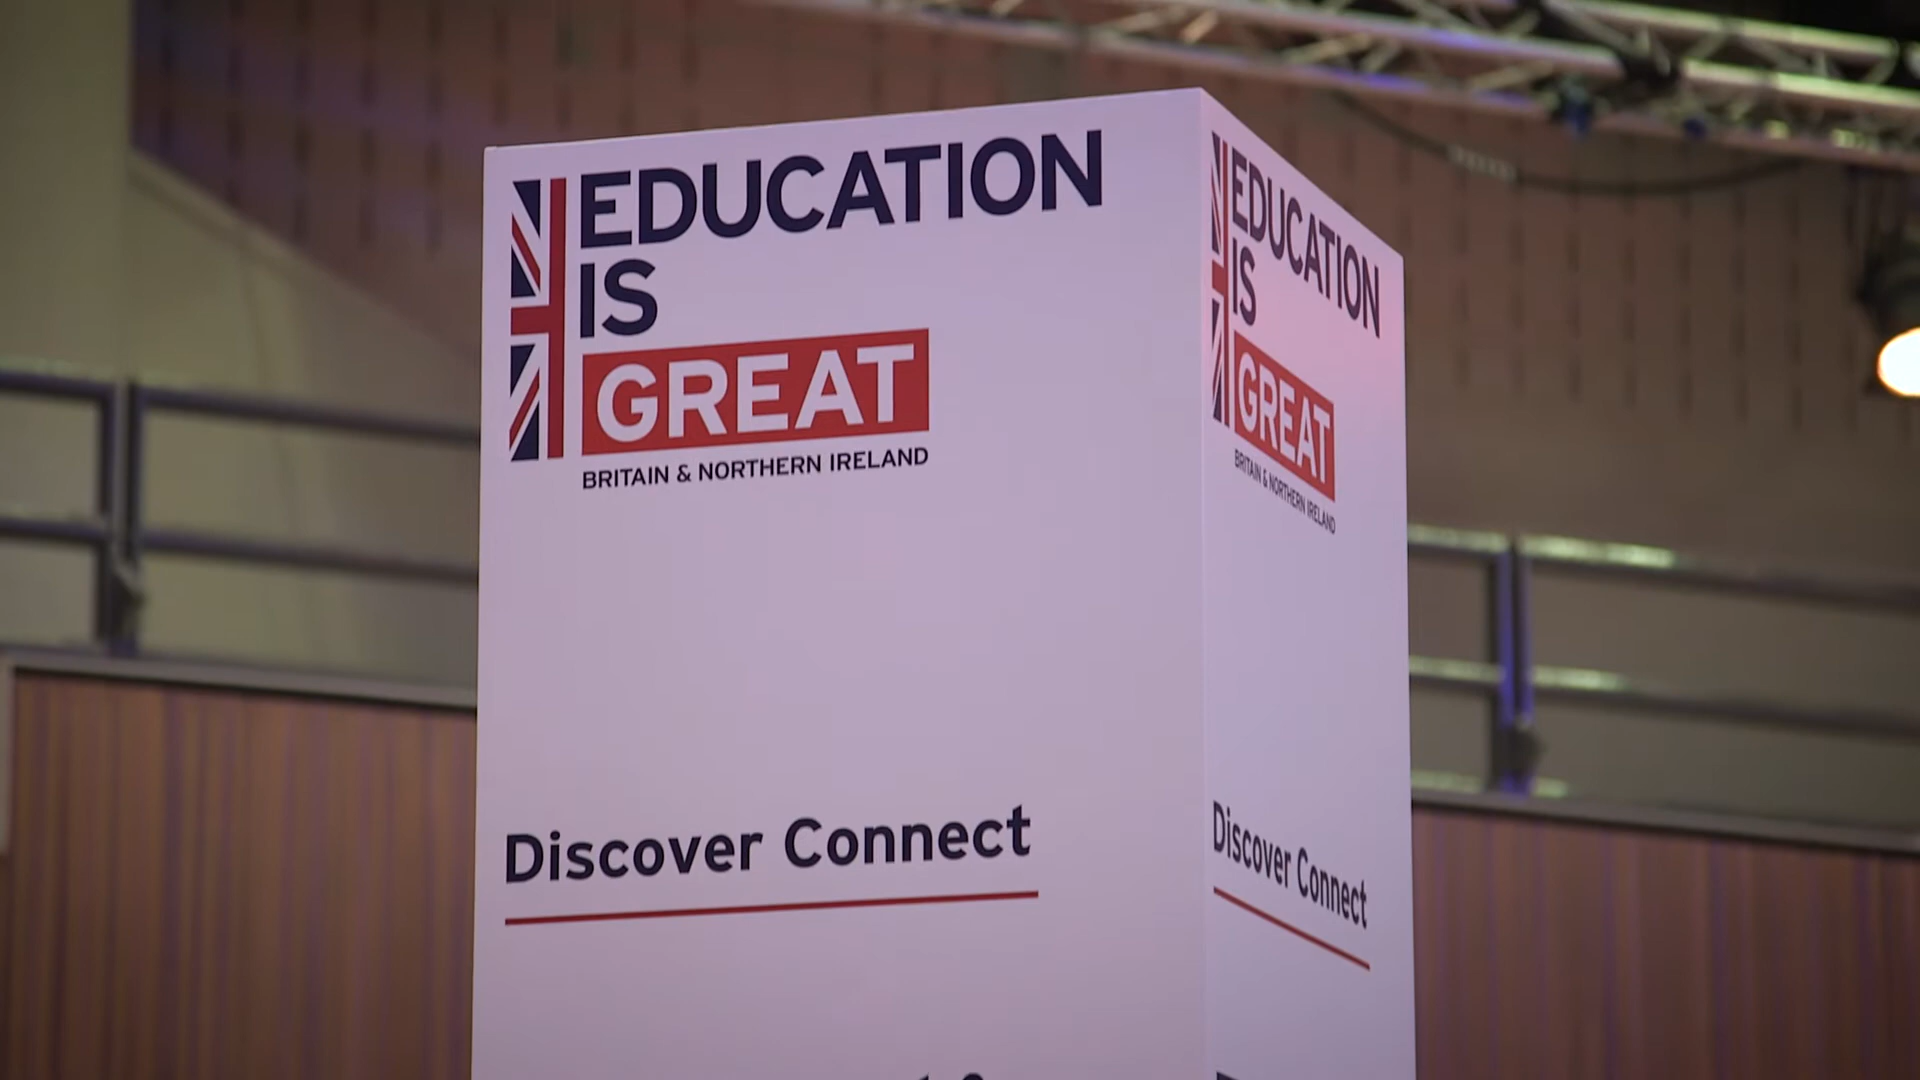 EDUCATION
IS
GREAT
BRITAIN & NORTHERN IRELAND
Discover Connect
EDUCATION
IS
GREAT
BRITAIN & NORTHERN IRELAND
Discover Connect